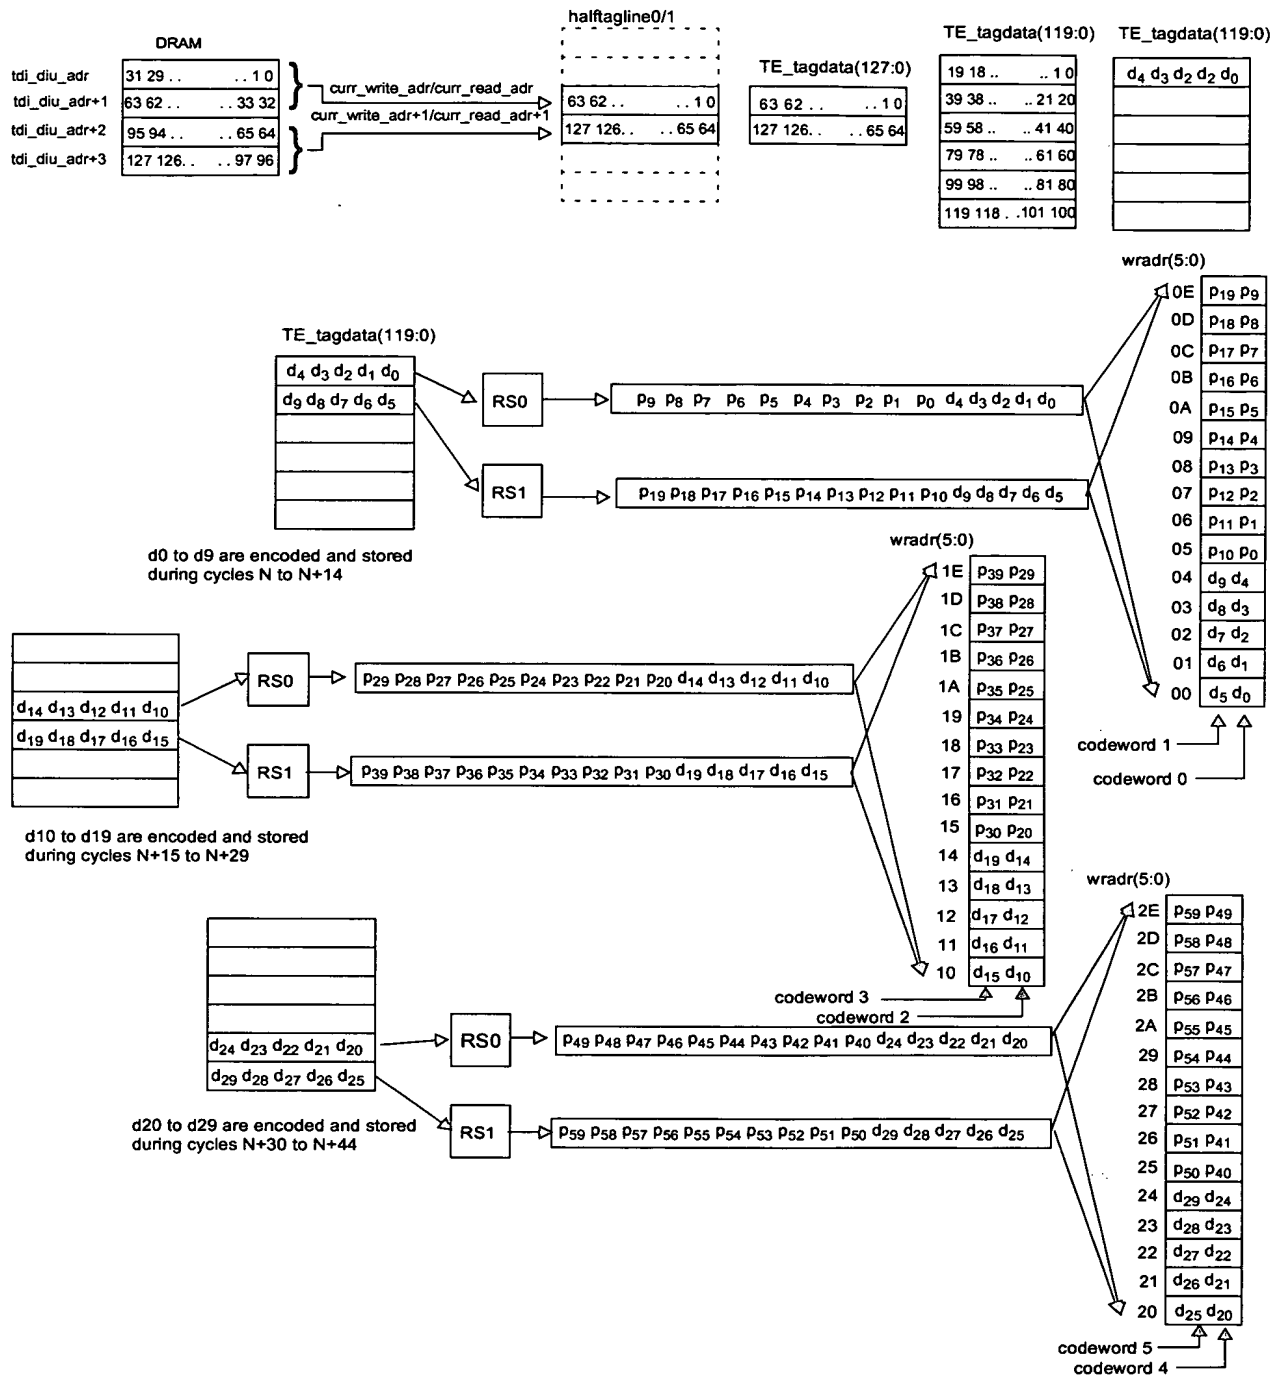 halftagline0/1
DRAM
tdi_diu_adr
31 29 . . . . 1 0
tdi_diu_adr+1
63 62 . . . . 33 32
tdi_diu_adr+2
95 94 . . . . 65 64
tdi_diu_adr+3
127 126. . . . 97 96
curr_write_adr/curr_read_adr
curr_write_adr+1/curr_read_adr+1
63 62 . . . . 1 0
127 126. . . . 65 64
TE_tagdata(127:0)
63 62 . . . . 1 0
127 126. . . . 65 64
TE_tagdata(119:0)
19 18 . . . . 1 0
39 38 . . . . 21 20
59 58 . . . . 41 40
79 78 . . . . 61 60
99 98 . . . . 81 80
119 118 . . 101 100
TE_tagdata(119:0)
d4 d3 d2 d2 d0
TE_tagdata(119:0)
d4 d3 d2 d1 d0
d9 d8 d7 d6 d5
RS0
RS1
p9 p8 p7 p6 p5 p4 p3 p2 p1 p0 d4 d3 d2 d1 d0
p19 p18 p17 p16 p15 p14 p13 p12 p11 p10 d9 d8 d7 d6 d5
d0 to d9 are encoded and stored
during cycles N to N+14
wradr(5:0)
0E p19 p9
0D p18 p8
0C p17 p7
0B p16 p6
0A p15 p5
09 p14 p4
08 p13 p3
07 p12 p2
06 p11 p1
05 p10 p0
04 d9 d4
03 d8 d3
02 d7 d2
01 d6 d1
00 d5 d0
codeword 1
codeword 0
d14 d13 d12 d11 d10
d19 d18 d17 d16 d15
RS0
RS1
p29 p28 p27 p26 p25 p24 p23 p22 p21 p20 d14 d13 d12 d11 d10
p39 p38 p37 p36 p35 p34 p33 p32 p31 p30 d19 d18 d17 d16 d15
d10 to d19 are encoded and stored
during cycles N+15 to N+29
wradr(5:0)
1E p39 p29
1D p38 p28
1C p37 p27
1B p36 p26
1A p35 p25
19 p34 p24
18 p33 p23
17 p32 p22
16 p31 p21
15 p30 p20
14 d19 d14
13 d18 d13
12 d17 d12
11 d16 d11
10 d15 d10
codeword 3
codeword 2
d24 d23 d22 d21 d20
d29 d28 d27 d26 d25
RS0
RS1
p49 p48 p47 p46 p45 p44 p43 p42 p41 p40 d24 d23 d22 d21 d20
p59 p58 p57 p56 p55 p54 p53 p52 p51 p50 d29 d28 d27 d26 d25
d20 to d29 are encoded and stored
during cycles N+30 to N+44
wradr(5:0)
2E p59 p49
2D p58 p48
2C p57 p47
2B p56 p46
2A p55 p45
29 p54 p44
28 p53 p43
27 p52 p42
26 p51 p41
25 p50 p40
24 d29 d24
23 d28 d23
22 d27 d22
21 d26 d21
20 d25 d20
codeword 5
codeword 4